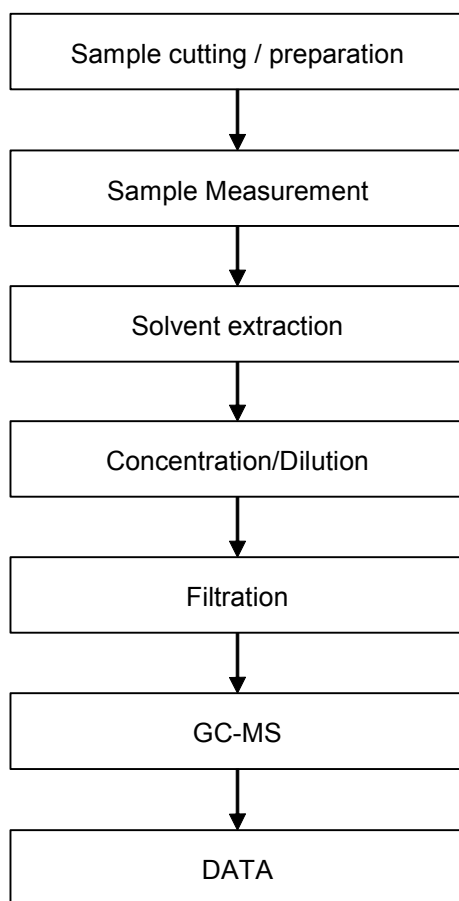 Sample cutting / preparation
Sample Measurement
Solvent extraction
Concentration/Dilution
Filtration
GC-MS
DATA